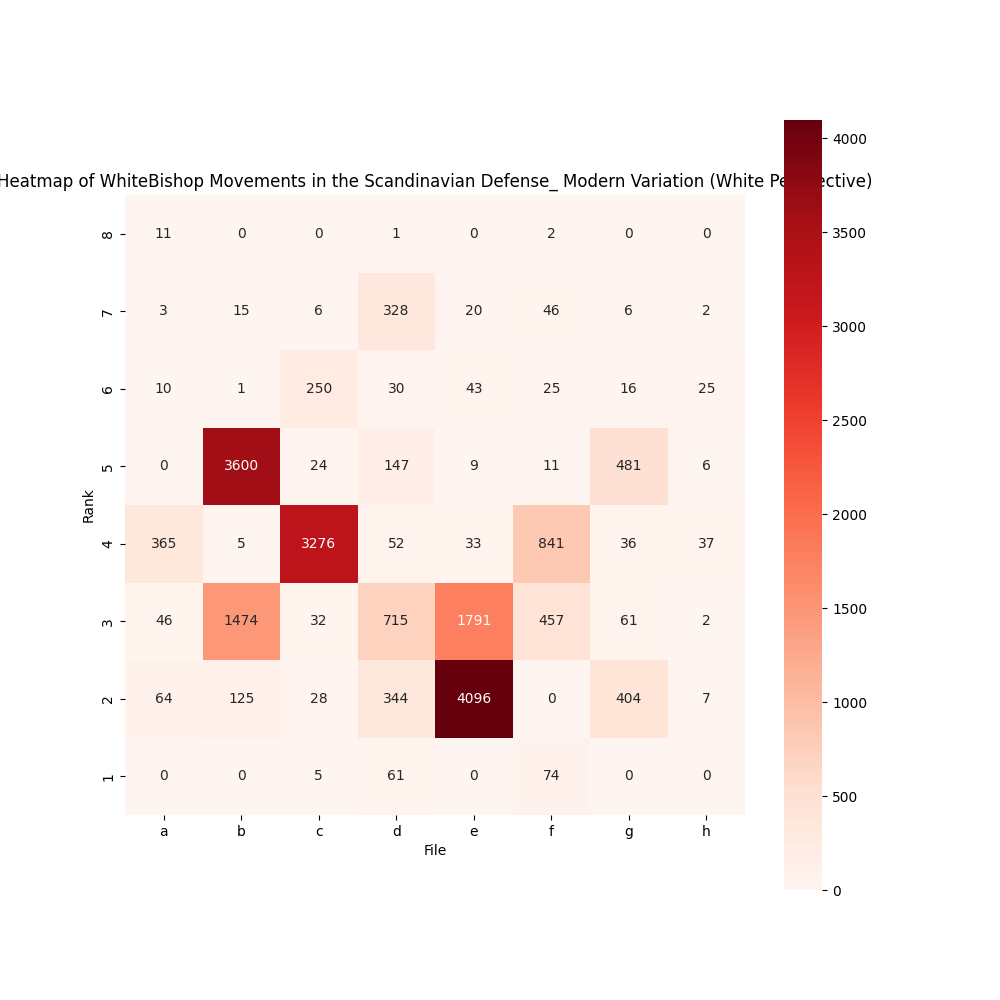 Heatmap of WhiteBishop Movements in the Scandinavian Defense_ Modern Variation (White Pe ective)
4000
3500
3000
2500
2000
1500
1000
500
0
Rank
8 11 0 0 1 0 2 0 0
7 3 15 6 328 20 46 6 2
6 10 1 250 30 43 25 16 25
5 0 3600 24 147 9 11 481 6
4 365 5 3276 52 33 841 36 37
3 46 1474 32 715 1791 457 61 2
2 64 125 28 344 4096 0 404 7
1 0 0 5 61 0 74 0 0
a b c d e f g h
File